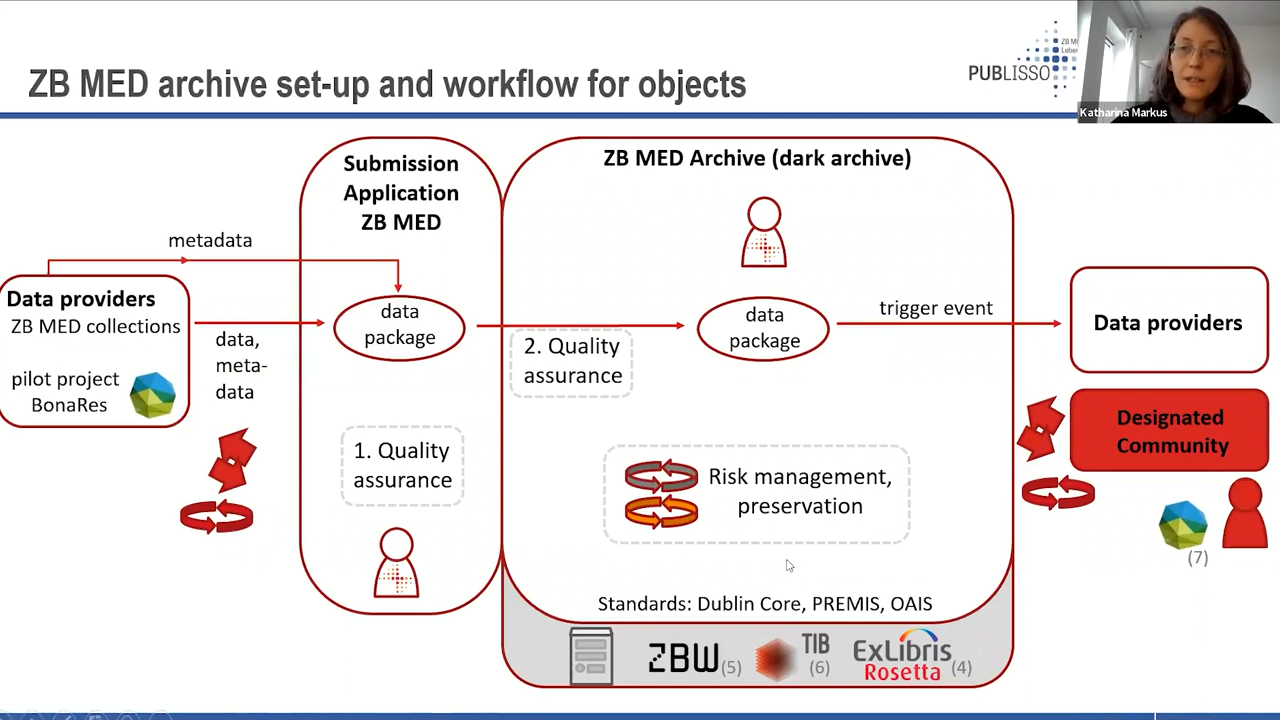 ZB MED archive set-up and workflow for objects
PUBLISSO
ZB M
Leben
Katharina Markus
Submission
Application
ZB MED
ZB MED Archive (dark archive)
metadata
Data providers
ZB MED collections
pilot project
BonaRes
data,
meta-
data
data
package
1. Quality
assurance
2. Quality
assurance
data
package
trigger event
Data providers
Designated
Community
(7)
Risk management,
preservation
Standards: Dublin Core, PREMIS, OAIS
ZBW (5)
TIB
(6)
ExLibris
Rosetta (4)